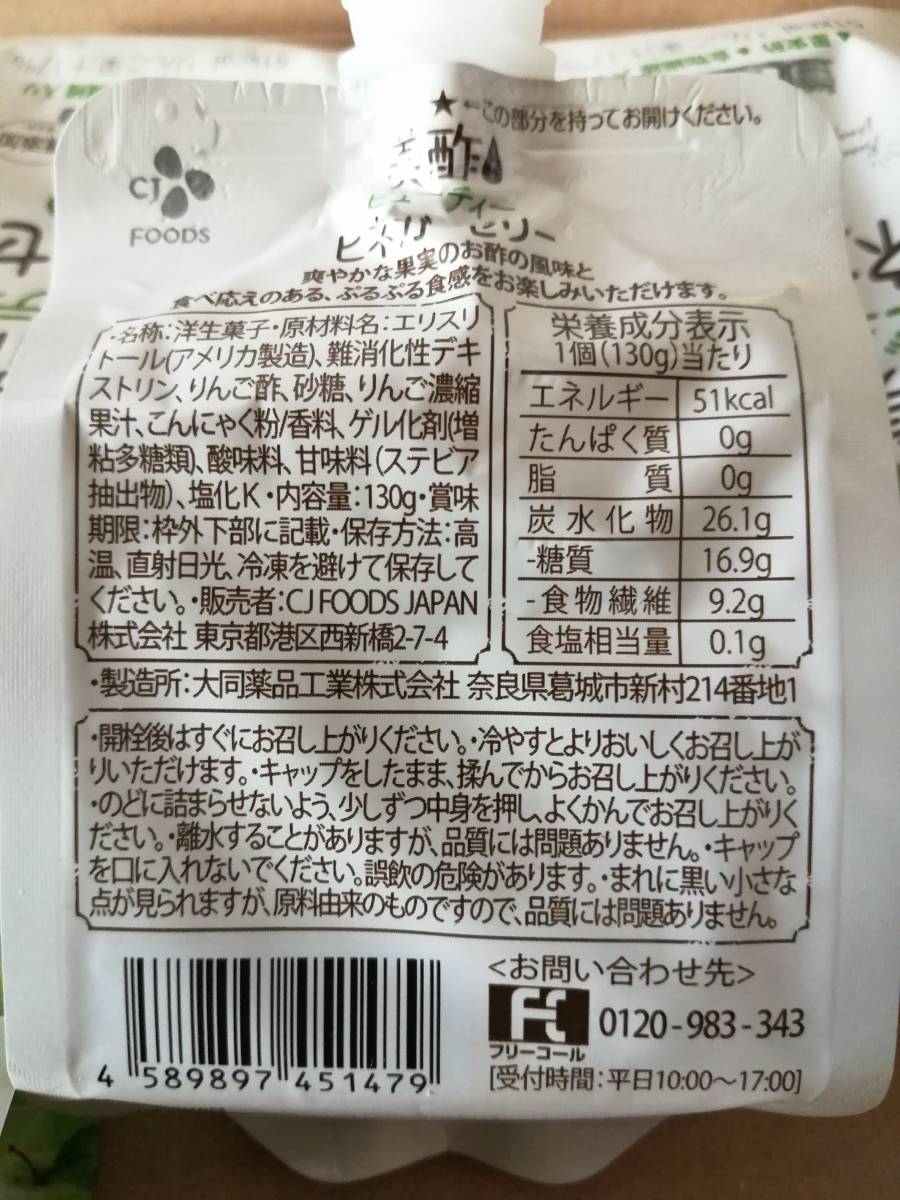 ★←この部分を持ってお開けください。
CJ
FOODS
美酢
ビューティー
ビネガーゼリー
爽やかな果実のお酢の風味と
食べ応えのある、ぷるぷる食感をお楽しみいただけます。
・名称：洋生菓子・原材料名：エリスリ
トール(アメリカ製造)、難消化性デキ
ストリン、りんご酢、砂糖、りんご濃縮
果汁、こんにゃく粉/香料、ゲル化剤(増
粘多糖類)、酸味料、甘味料(ステビア
抽出物)、塩化K・内容量：130g・賞味
期限：枠外下部に記載・保存方法：高
温、直射日光、冷凍を避けて保存して
ください。・販売者：CJ FOODS JAPAN
株式会社 東京都港区西新橋2-7-4
栄養成分表示
1個(130g)当たり
エネルギー 51kcal
たんぱく質 0g
脂質 0g
炭水化物 26.1g
-糖質 16.9g
-食物繊維 9.2g
食塩相当量 0.1g
・製造所：大同薬品工業株式会社 奈良県葛城市新村214番地1
・開栓後はすぐにお召し上がりください。・冷やすとよりおいしくお召し上が
りいただけます。・キャップをしたまま、揉んでからお召し上がりください。
・のどに詰まらせないよう、少しずつ中身を押し、よくかんでお召し上がりく
ださい。・離水することがありますが、品質には問題ありません。・キャップ
を口に入れないでください。誤飲の危険があります。・まれに黒い小さな
点が見られますが、原料由来のものですので、品質には問題ありません。
<お問い合わせ先>
フリーコール
0120-983-343
[受付時間：平日10:00～17:00]
4 589897 451479